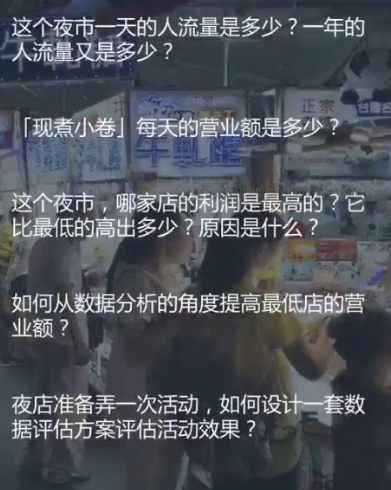 这个夜市一天的人流量是多少？一年的
人流量又是多少？
正宗
「现煮小卷」每天的营业额是多少？
牛轧糖
这个夜市，哪家店的利润是最高的？它
比最低的高出多少？原因是什么？
如何从数据分析的角度提高最低店的营
业额？
夜店准备弄一次活动，如何设计一套数
据评估方案评估活动效果？